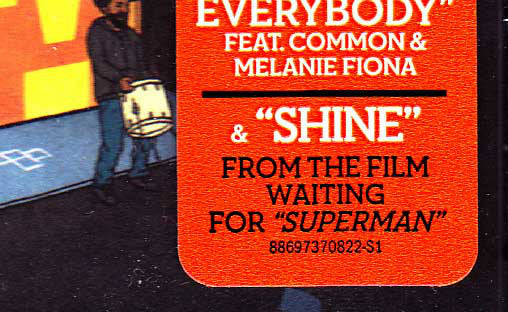 EVERYBODY"
FEAT. COMMON &
MELANIE FIONA
& "SHINE"
FROM THE FILM
WAITING
FOR "SUPERMAN"
88697370822-S1